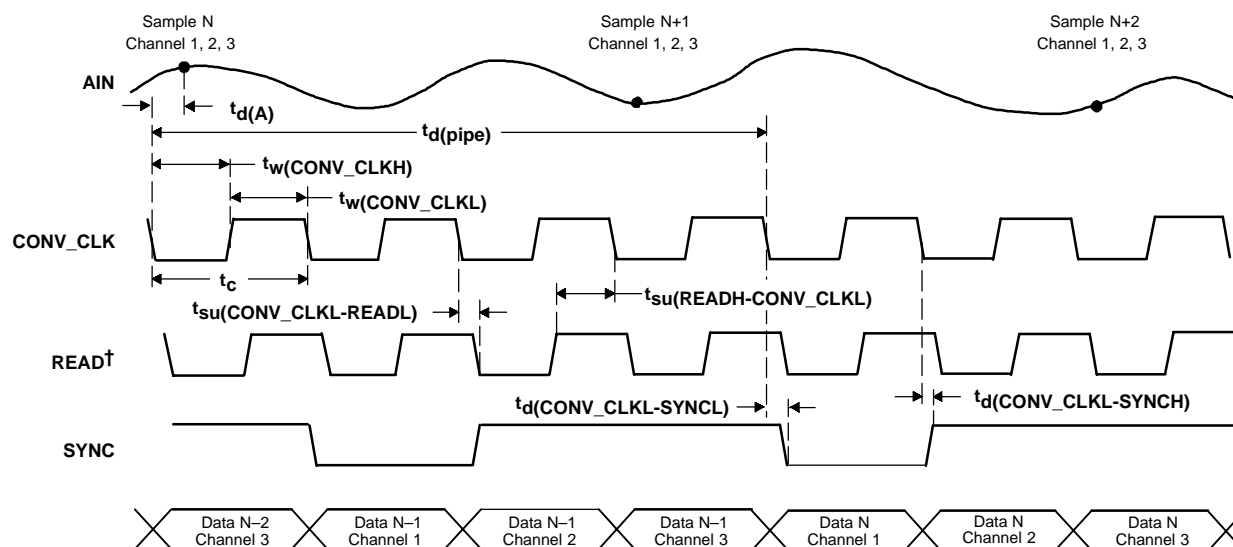 Sample N
Channel 1, 2, 3
Sample N+1
Channel 1, 2, 3
Sample N+2
Channel 1, 2, 3
AIN
td(A)
td(pipe)
tw(CONV_CLKH)
tw(CONV_CLKL)
CONV_CLK
tc
tsu(CONV_CLKL-READL)
tsu(READH-CONV_CLKL)
READ†
td(CONV_CLKL-SYNCL)
td(CONV_CLKL-SYNCH)
SYNC
Data N–2
Channel 3
Data N–1
Channel 1
Data N–1
Channel 2
Data N–1
Channel 3
Data N
Channel 1
Data N
Channel 2
Data N
Channel 3